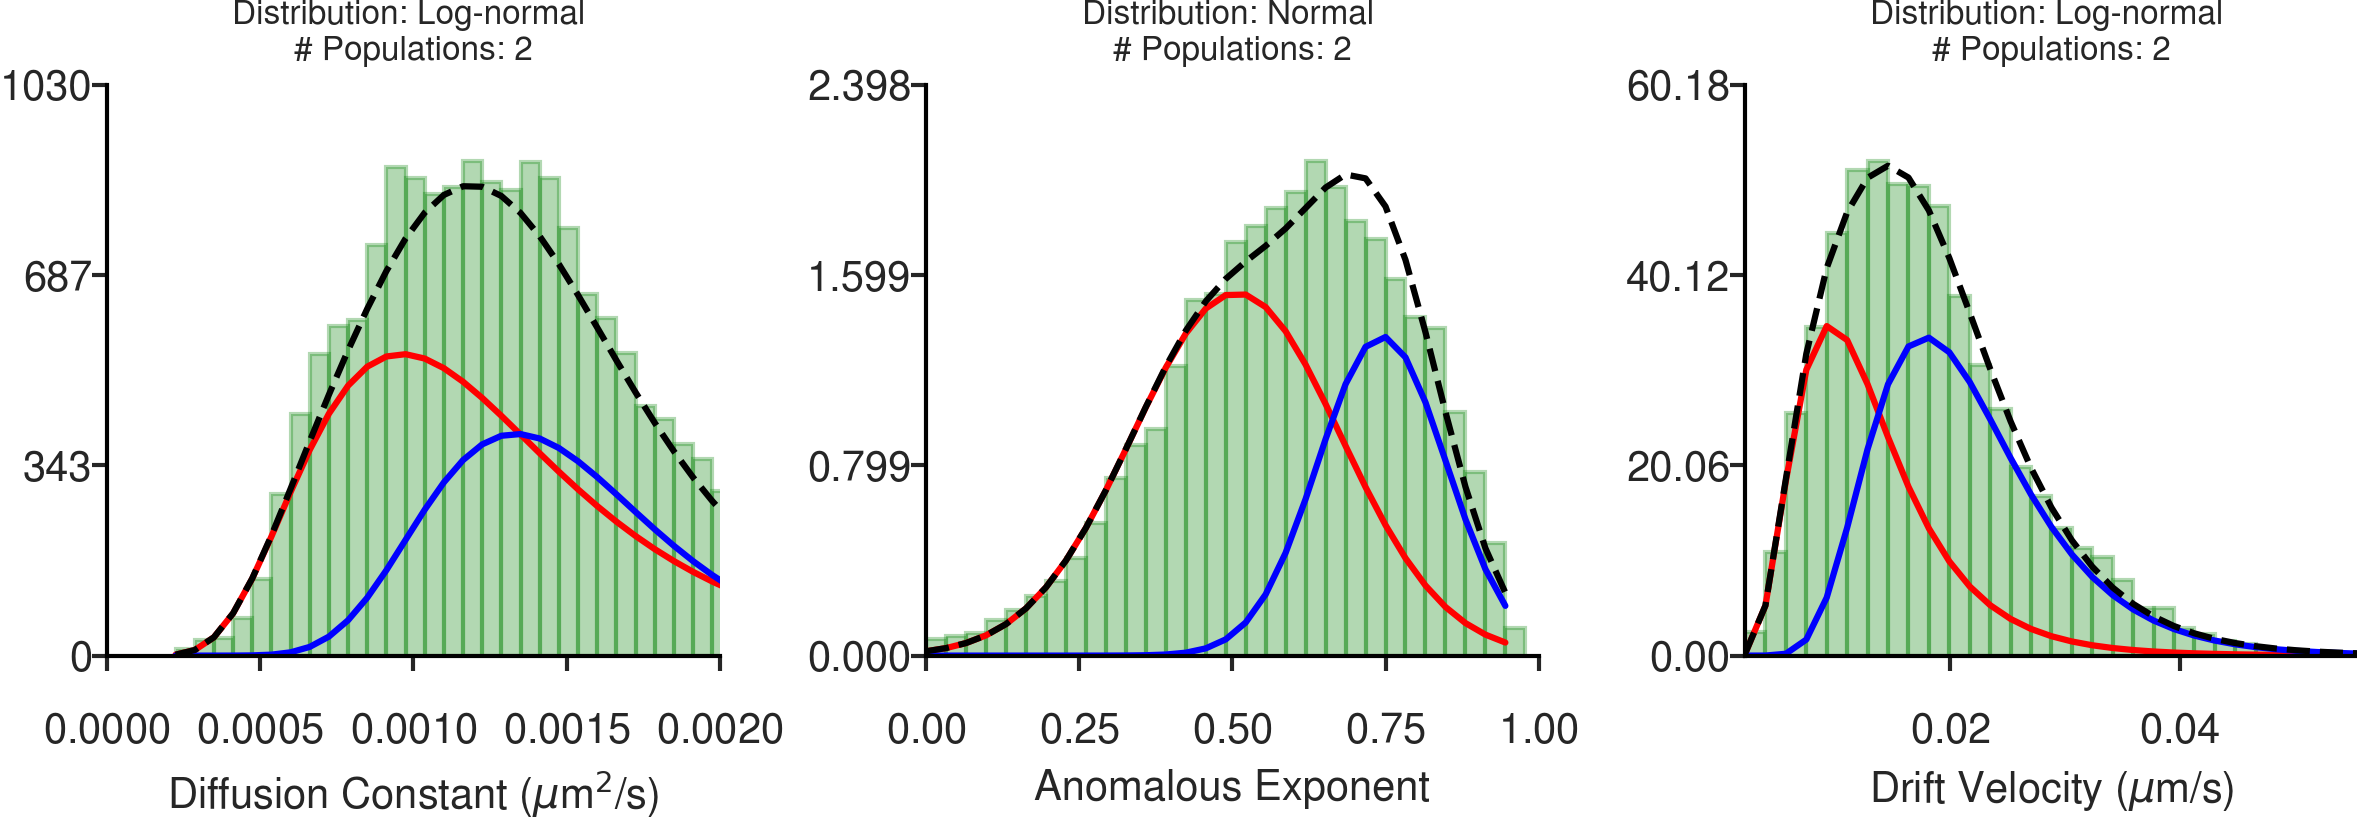 Distribution: Log-normal
# Populations: 2
1030
687
343
0
0.0000 0.0005 0.0010 0.0015 0.0020
Diffusion Constant (μm²/s)
Distribution: Normal
# Populations: 2
2.398
1.599
0.799
0.000
0.00 0.25 0.50 0.75 1.00
Anomalous Exponent
Distribution: Log-normal
# Populations: 2
60.18
40.12
20.06
0.00
0.02 0.04
Drift Velocity (μm/s)